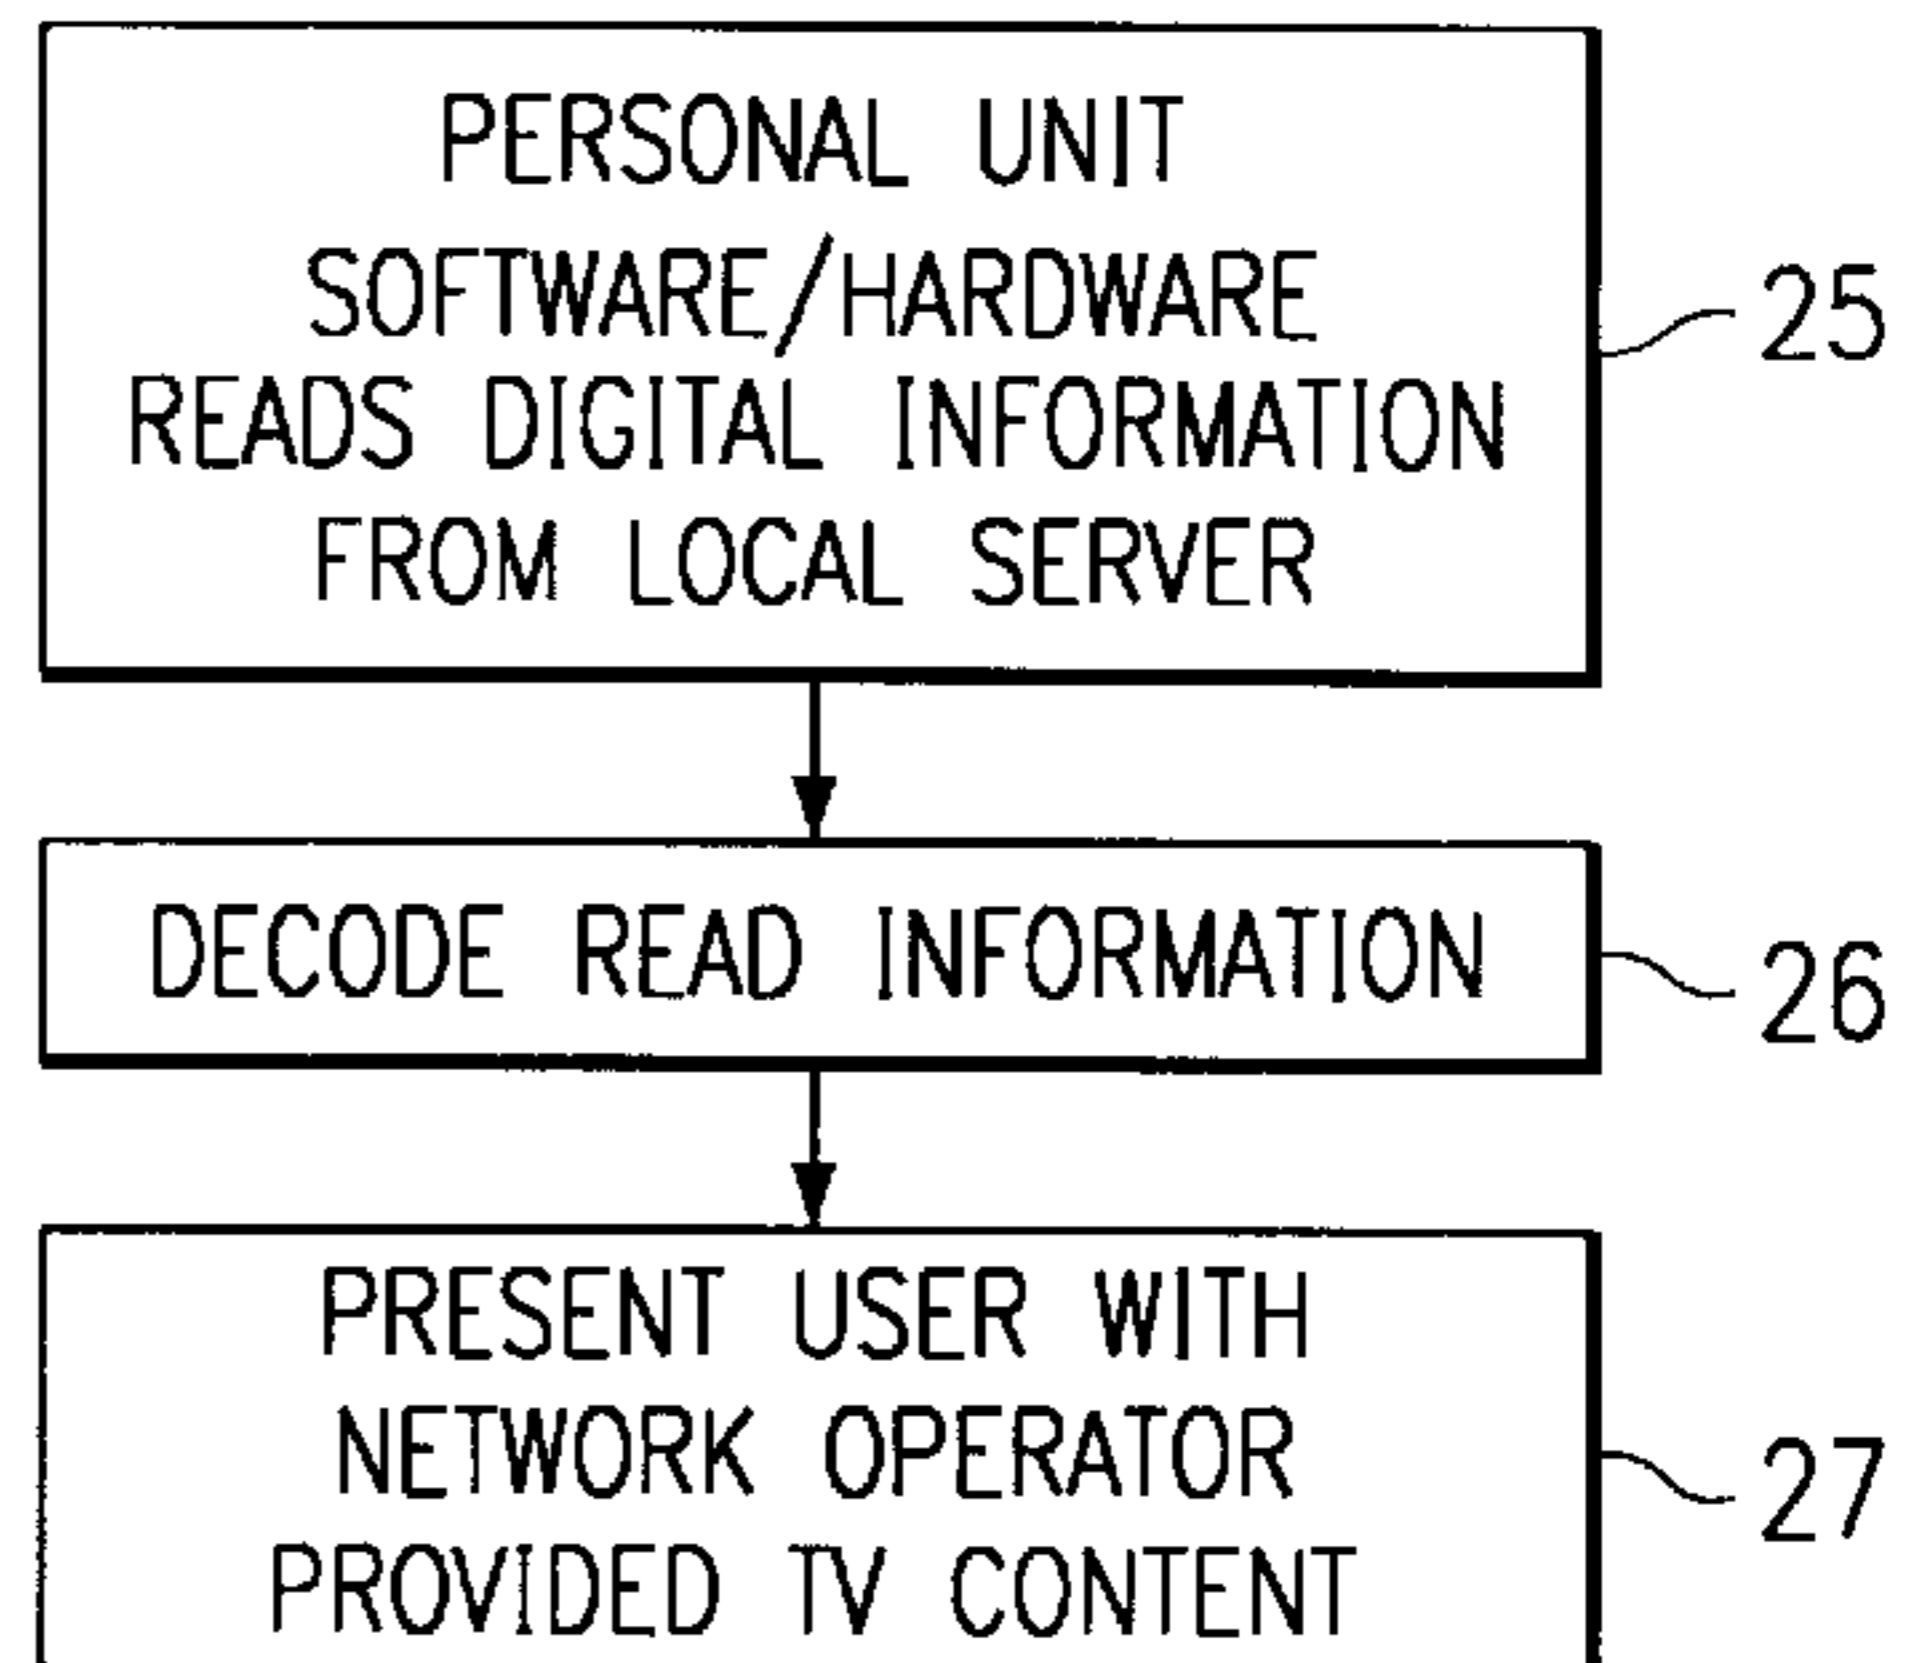 PERSONAL UNIT
SOFTWARE/HARDWARE
READS DIGITAL INFORMATION
FROM LOCAL SERVER
25
DECODE READ INFORMATION
26
PRESENT USER WITH
NETWORK OPERATOR
PROVIDED TV CONTENT
27